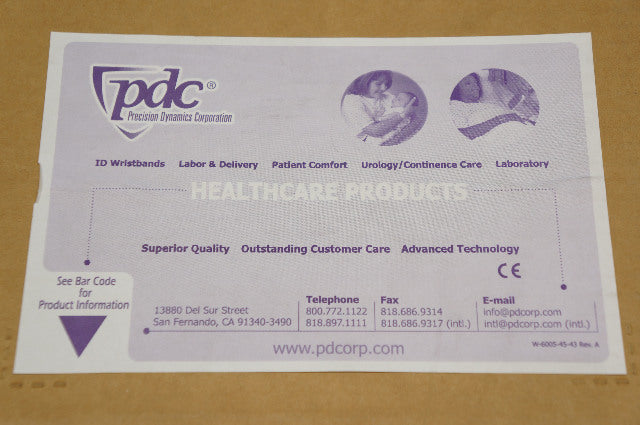 pdc®
Precision Dynamics Corporation
ID Wristbands Labor & Delivery Patient Comfort Urology/Continence Care Laboratory
HEALTHCARE PRODUCTS
Superior Quality Outstanding Customer Care Advanced Technology
CE
See Bar Code
for
Product Information
13880 Del Sur Street
San Fernando, CA 91340-3490
Telephone
800.772.1122
818.897.1111
Fax
818.686.9314
818.686.9317 (intl.)
E-mail
info@pdcorp.com
intl@pdcorp.com (intl.)
www.pdcorp.com
W-6005-45-43 Rev. A